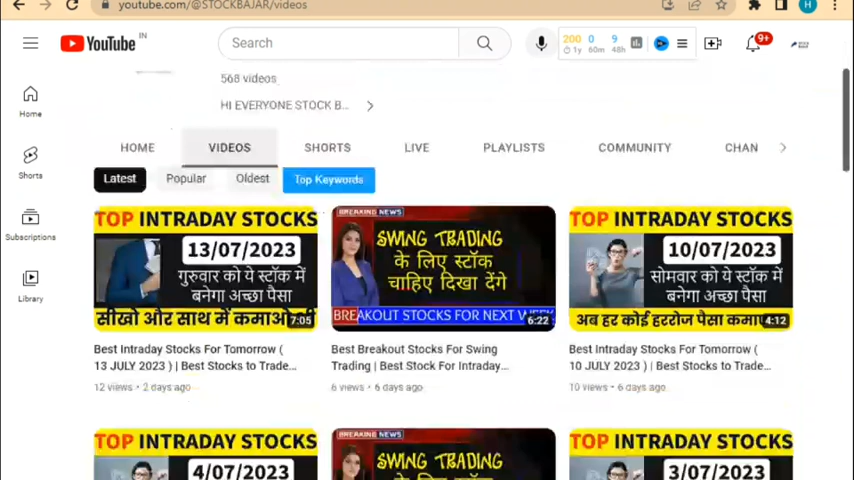 youtube.com/@STOCKBAJAR/videos
H
YouTube IN
Search
200 0 9
1y 60m 48h
9+
568 videos
HI EVERYONE STOCK B...
Home
Shorts
Subscriptions
Library
HOME VIDEOS SHORTS LIVE PLAYLISTS COMMUNITY CHAN
Latest Popular Oldest Top Keywords
TOP INTRADAY STOCKS
13/07/2023
गुरुवार को ये स्टॉक में
बनेगा अच्छा पैसा
सीखो और साथ में कमाओ
7:05
Best Intraday Stocks For Tomorrow (
13 JULY 2023 ) | Best Stocks to Trade...
12 views • 2 days ago
BREAKING NEWS
SWING TRADING
के लिए स्टॉक
चाहिए दिखा देंगे
BREAKOUT STOCKS FOR NEXT WEEK
6:22
Best Breakout Stocks For Swing
Trading | Best Stock For Intraday...
6 views • 6 days ago
TOP INTRADAY STOCKS
10/07/2023
सोमवार को ये स्टॉक में
बनेगा अच्छा पैसा
अब हर कोई हररोज पैसा कमाए
4:12
Best Intraday Stocks For Tomorrow (
10 JULY 2023 ) | Best Stocks to Trade...
10 views • 6 days ago
TOP INTRADAY STOCKS
4/07/2023
BREAKING NEWS
SWING TRADING
TOP INTRADAY STOCKS
3/07/2023